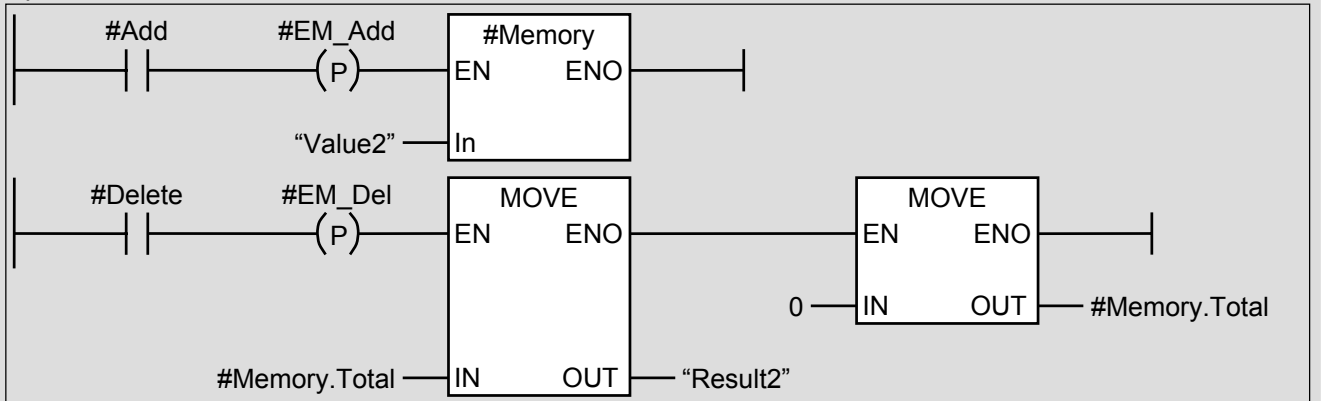 #Add #EM_Add #Memory
P EN ENO
“Value2” In
#Delete #EM_Del MOVE MOVE
P EN ENO EN ENO
0 IN OUT #Memory.Total
#Memory.Total IN OUT “Result2”